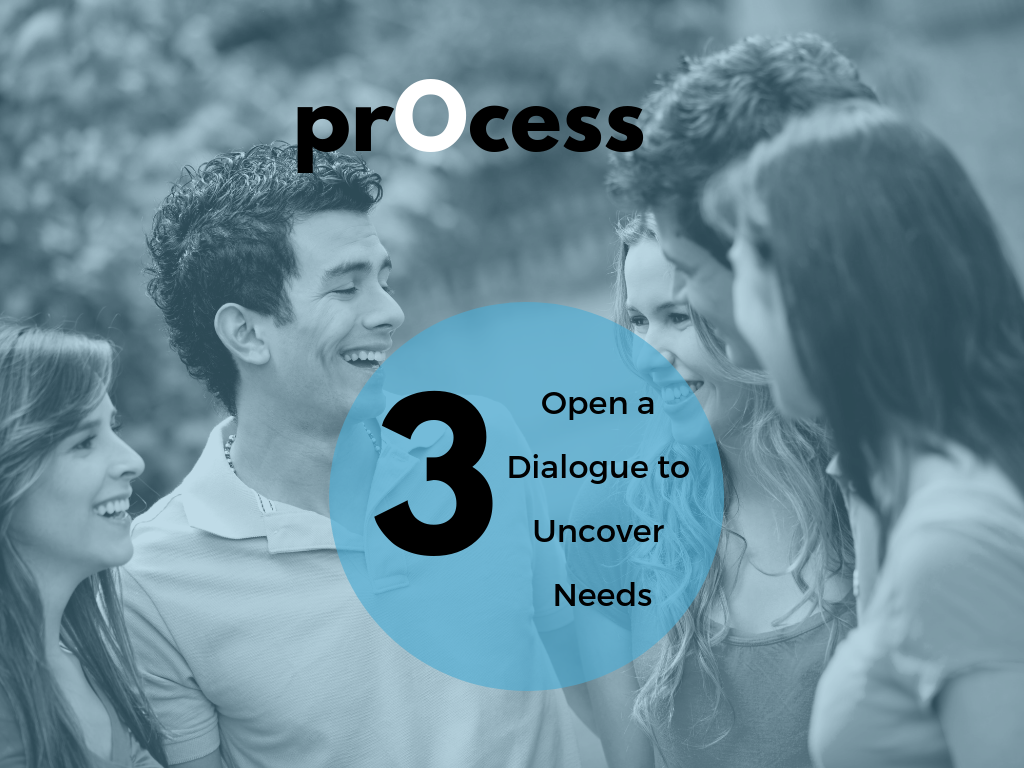 prOcess
3
Open a
Dialogue to
Uncover
Needs